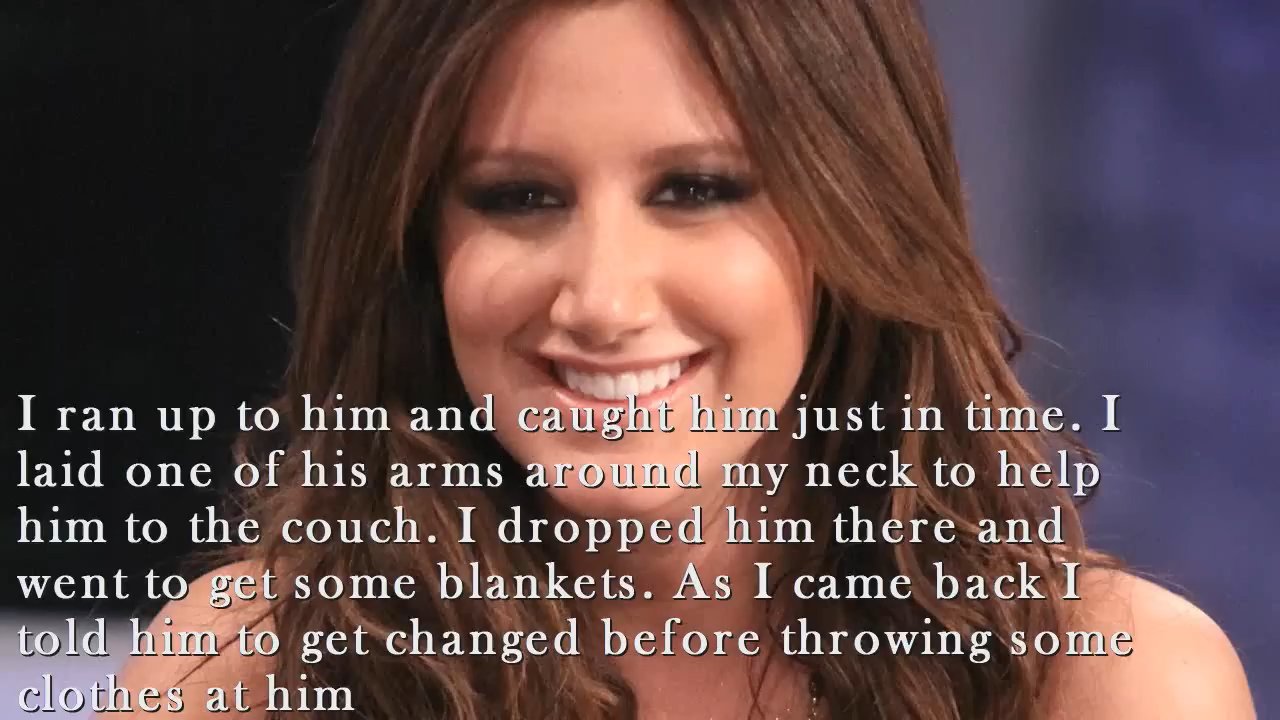 I ran up to him and caught him just in time. I
laid one of his arms around my neck to help
him to the couch. I dropped him there and
went to get some blankets. As I came back I
told him to get changed before throwing some
clothes at him